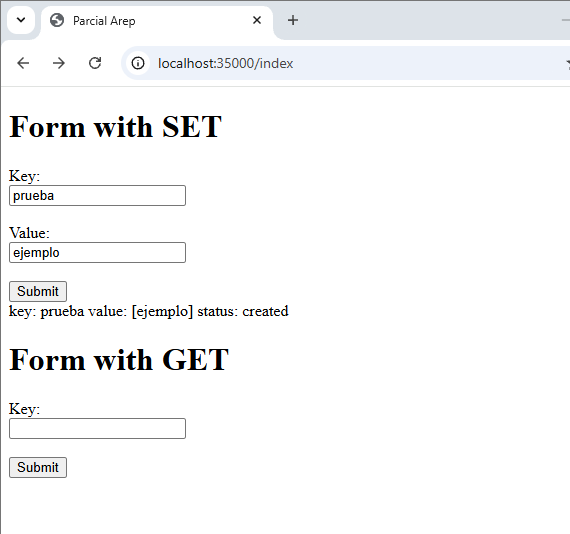 Parcial Arep
localhost:35000/index
Form with SET
Key:
prueba
Value:
ejemplo
Submit
key: prueba value: [ejemplo] status: created
Form with GET
Key:
Submit